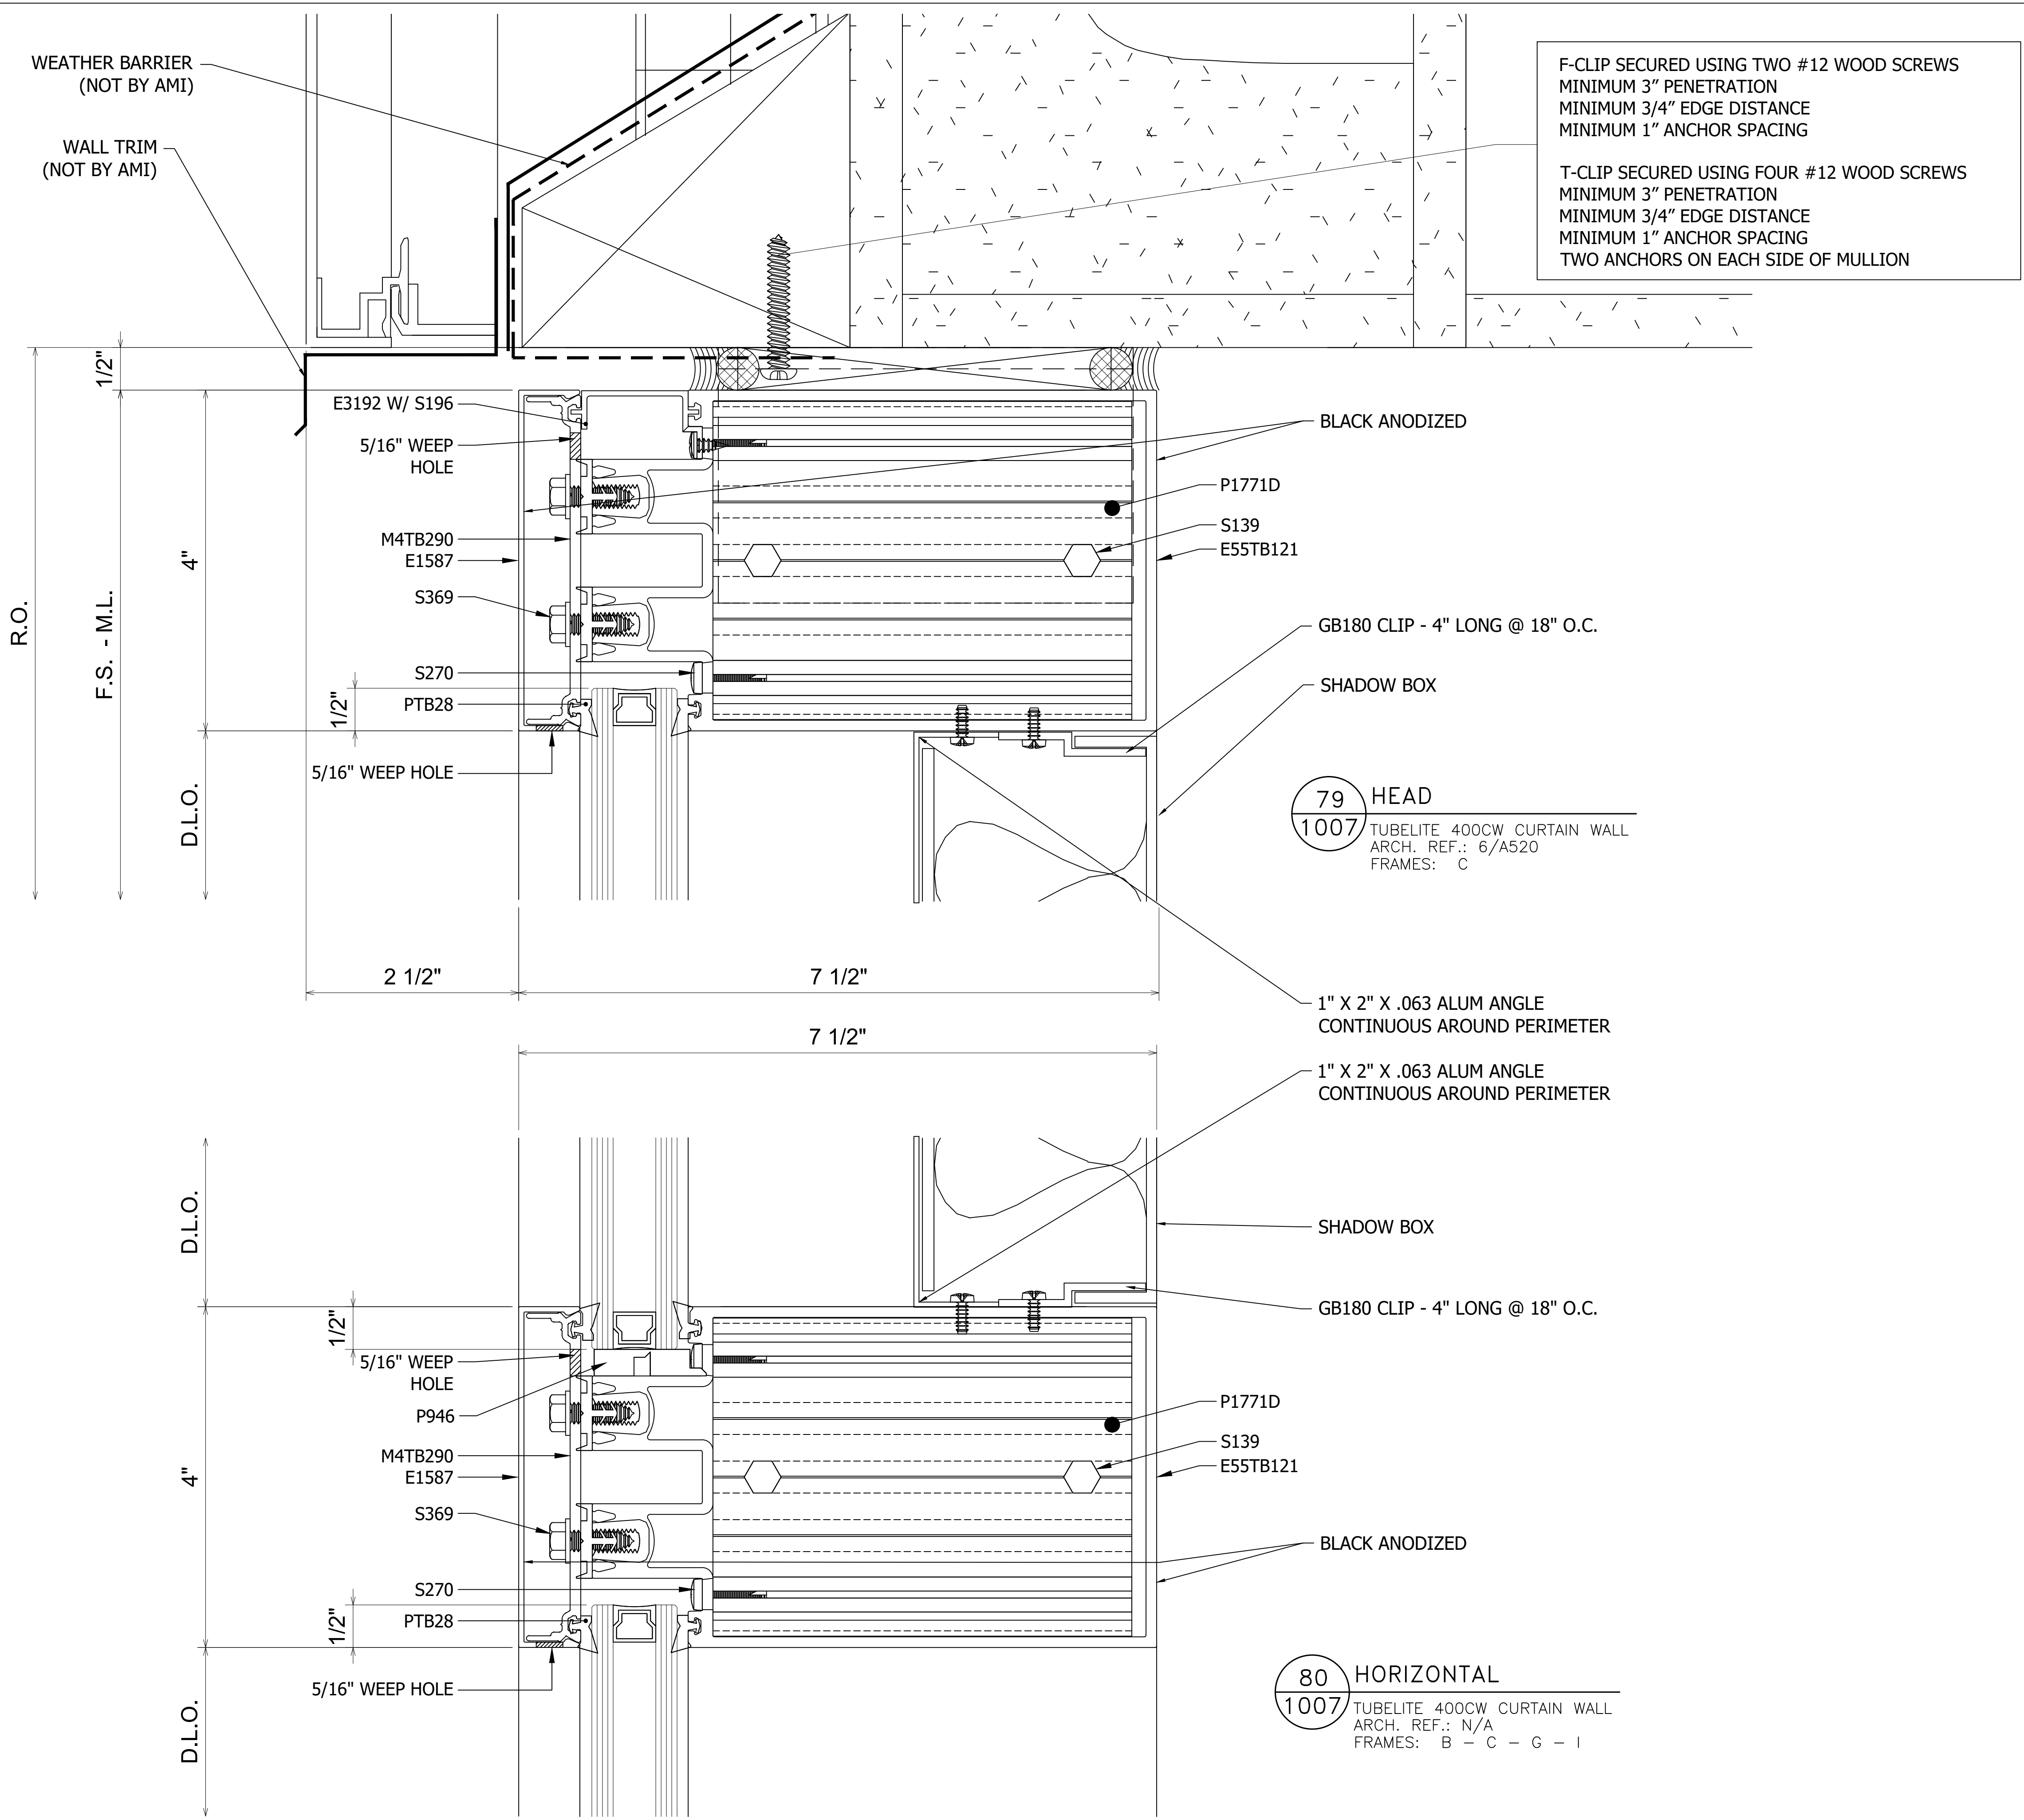 WEATHER BARRIER
(NOT BY AMI)
WALL TRIM
(NOT BY AMI)
F-CLIP SECURED USING TWO #12 WOOD SCREWS
MINIMUM 3" PENETRATION
MINIMUM 3/4" EDGE DISTANCE
MINIMUM 1" ANCHOR SPACING
T-CLIP SECURED USING FOUR #12 WOOD SCREWS
MINIMUM 3" PENETRATION
MINIMUM 3/4" EDGE DISTANCE
MINIMUM 1" ANCHOR SPACING
TWO ANCHORS ON EACH SIDE OF MULLION
1/2"
R.O.
F.S. - M.L.
4"
D.L.O.
E3192 W/ S196
5/16" WEEP
HOLE
M4TB290
E1587
S369
S270
PTB28
1/2"
5/16" WEEP HOLE
BLACK ANODIZED
P1771D
S139
E55TB121
GB180 CLIP - 4" LONG @ 18" O.C.
SHADOW BOX
79
1007
HEAD
TUBELITE 400CW CURTAIN WALL
ARCH. REF.: 6/A520
FRAMES: C
2 1/2"
7 1/2"
1" X 2" X .063 ALUM ANGLE
CONTINUOUS AROUND PERIMETER
7 1/2"
1" X 2" X .063 ALUM ANGLE
CONTINUOUS AROUND PERIMETER
D.L.O.
SHADOW BOX
GB180 CLIP - 4" LONG @ 18" O.C.
1/2"
5/16" WEEP
HOLE
P946
M4TB290
E1587
4"
S369
S270
PTB28
1/2"
5/16" WEEP HOLE
D.L.O.
P1771D
S139
E55TB121
BLACK ANODIZED
80
1007
HORIZONTAL
TUBELITE 400CW CURTAIN WALL
ARCH. REF.: N/A
FRAMES: B - C - G - I